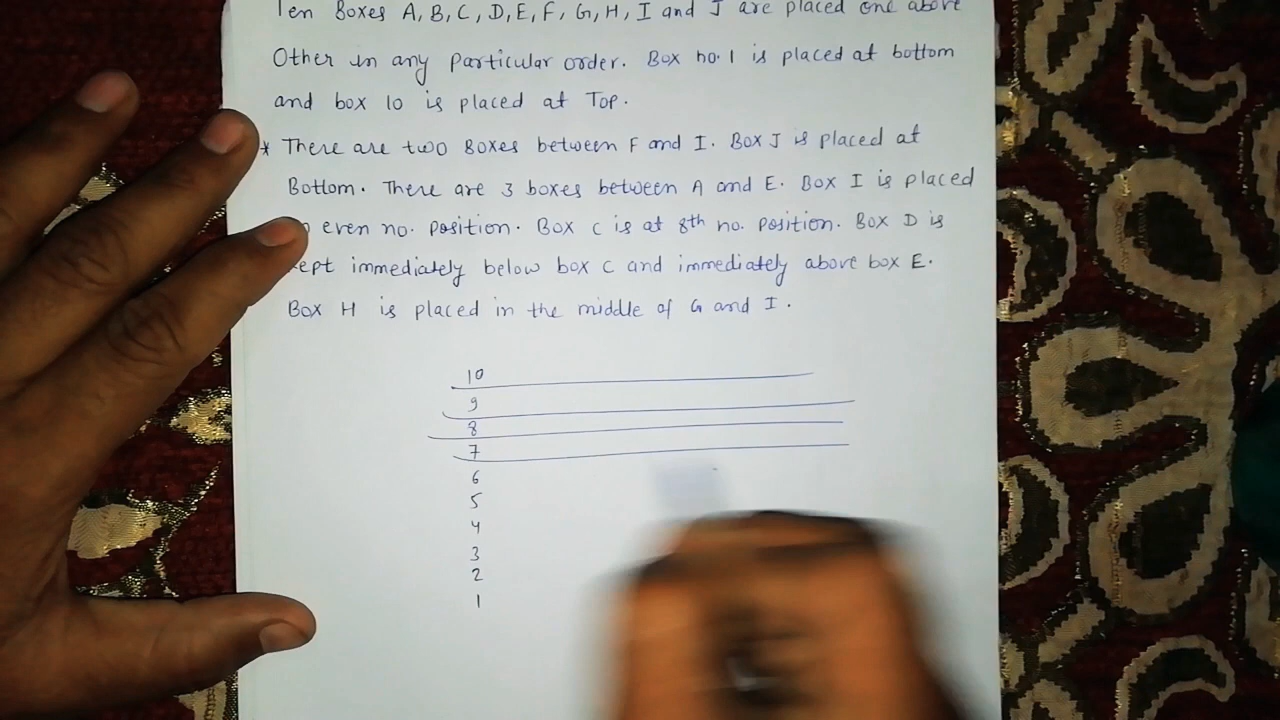 Ten Boxes A, B, C, D, E, F, G, H, I and J are placed one above
Other in any particular order. Box no. 1 is placed at bottom
and box 10 is placed at Top.
* There are two Boxes between F and I. Box J is placed at
Bottom. There are 3 boxes between A and E. Box I is placed
even no. position. Box C is at 8th no. position. Box D is
immediately below box C and immediately above box E.
Box H is placed in the middle of G and I.
10
9
8
7
6
5
4
3
2
1